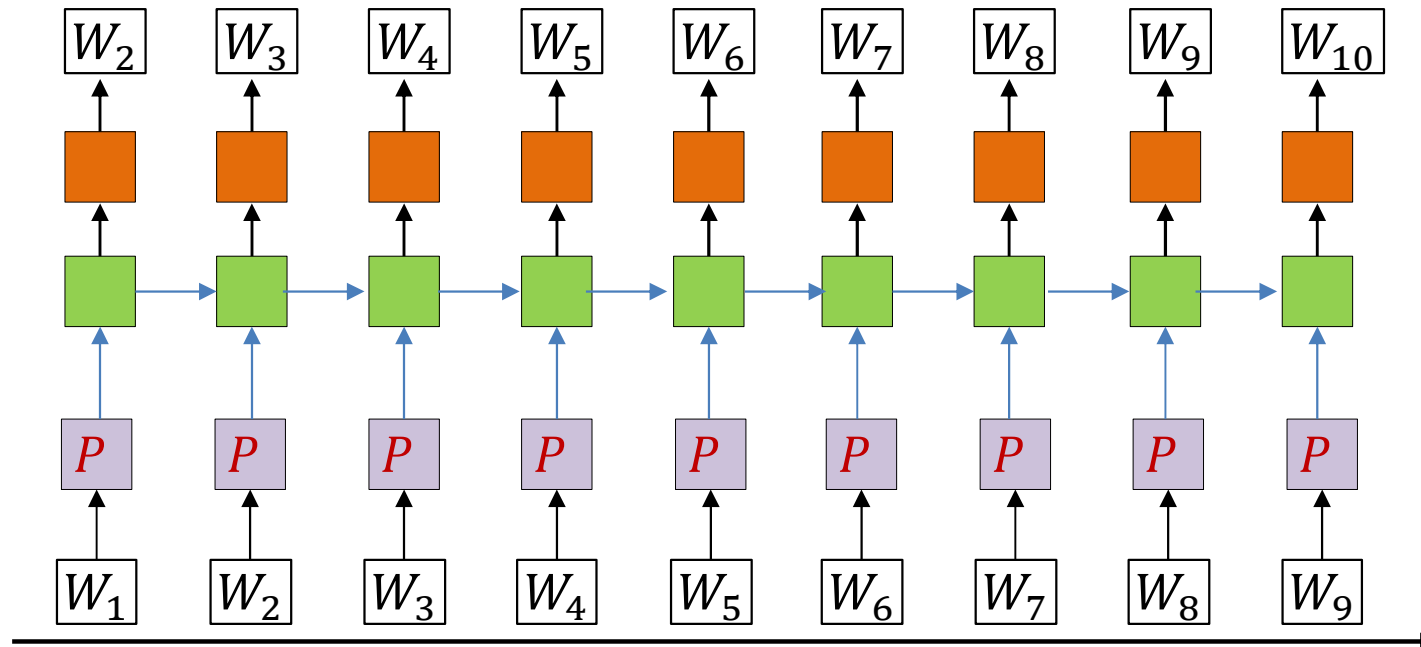 W₂ W₃ W₄ W₅ W₆ W₇ W₈ W₉ W₁₀
P P P P P P P P P
W₁ W₂ W₃ W₄ W₅ W₆ W₇ W₈ W₉